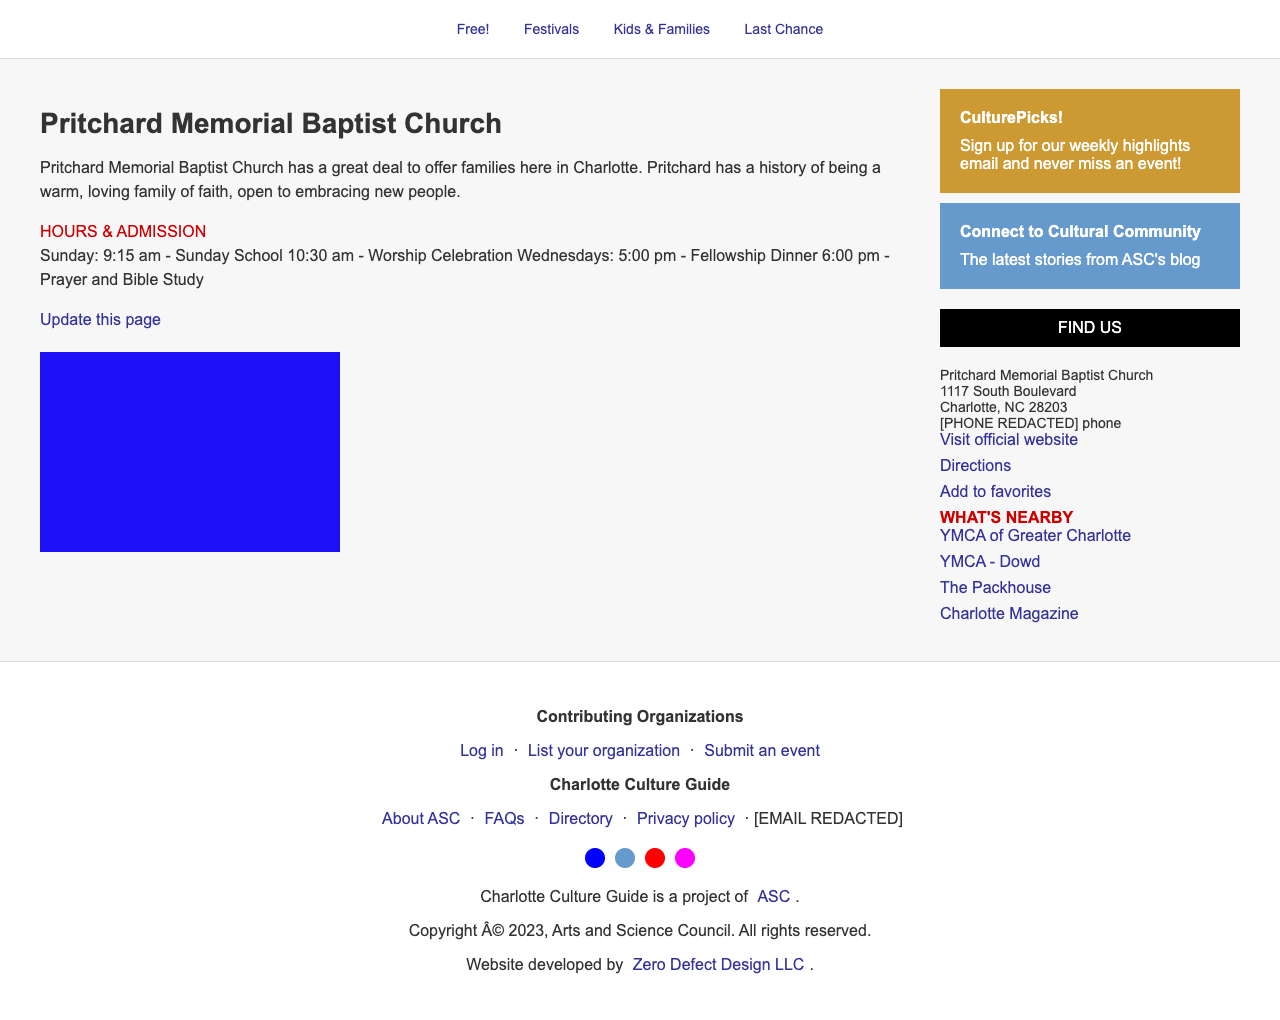 Free! Festivals Kids & Families Last Chance
Pritchard Memorial Baptist Church
Pritchard Memorial Baptist Church has a great deal to offer families here in Charlotte. Pritchard has a history of being a
warm, loving family of faith, open to embracing new people.
HOURS & ADMISSION
Sunday: 9:15 am - Sunday School 10:30 am - Worship Celebration Wednesdays: 5:00 pm - Fellowship Dinner 6:00 pm -
Prayer and Bible Study
Update this page
CulturePicks!
Sign up for our weekly highlights
email and never miss an event!
Connect to Cultural Community
The latest stories from ASC's blog
FIND US
Pritchard Memorial Baptist Church
1117 South Boulevard
Charlotte, NC 28203
[PHONE REDACTED] phone
Visit official website
Directions
Add to favorites
WHAT'S NEARBY
YMCA of Greater Charlotte
YMCA - Dowd
The Packhouse
Charlotte Magazine
Contributing Organizations
Log in · List your organization · Submit an event
Charlotte Culture Guide
About ASC · FAQs · Directory · Privacy policy · [EMAIL REDACTED]
Charlotte Culture Guide is a project of ASC .
Copyright Â© 2023, Arts and Science Council. All rights reserved.
Website developed by Zero Defect Design LLC .